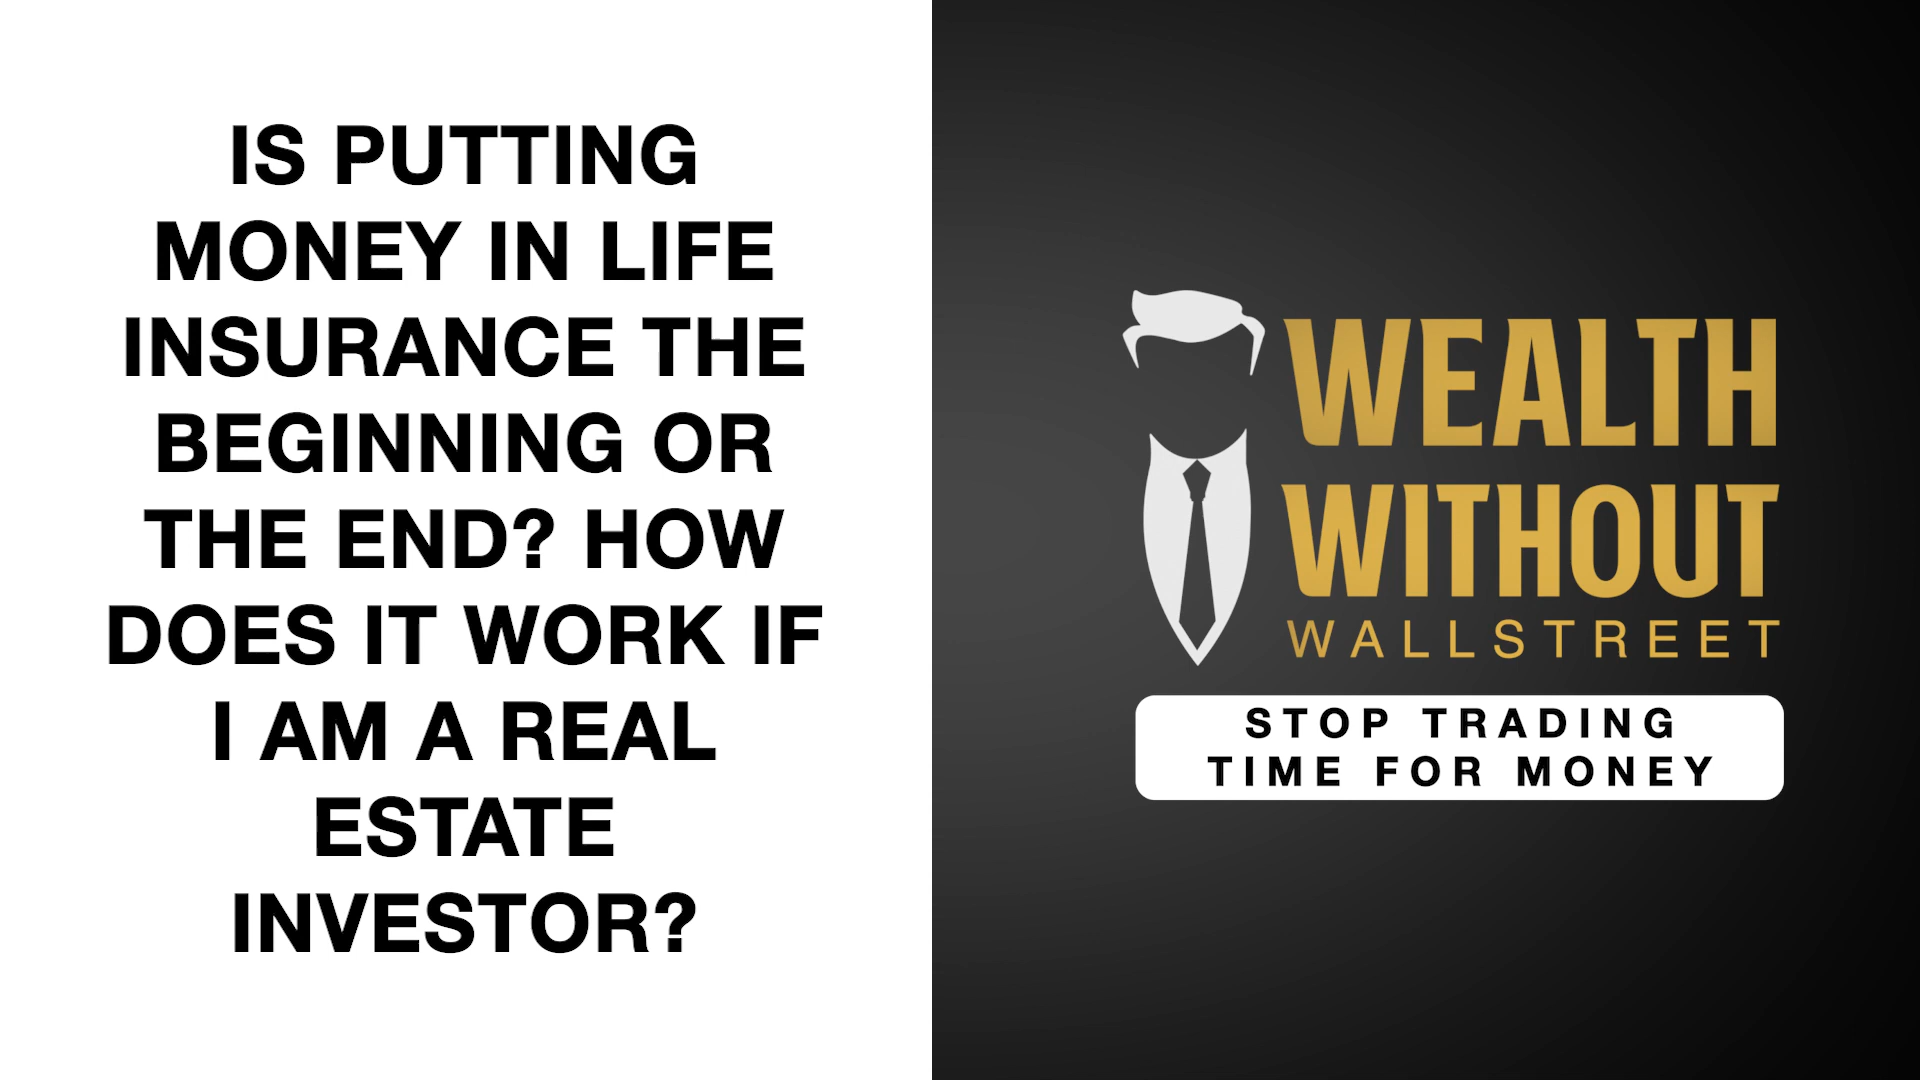 IS PUTTING
MONEY IN LIFE
INSURANCE THE
BEGINNING OR
THE END? HOW
DOES IT WORK IF
I AM A REAL
ESTATE
INVESTOR?
WEALTH
WITHOUT
WALLSTREET
STOP TRADING
TIME FOR MONEY